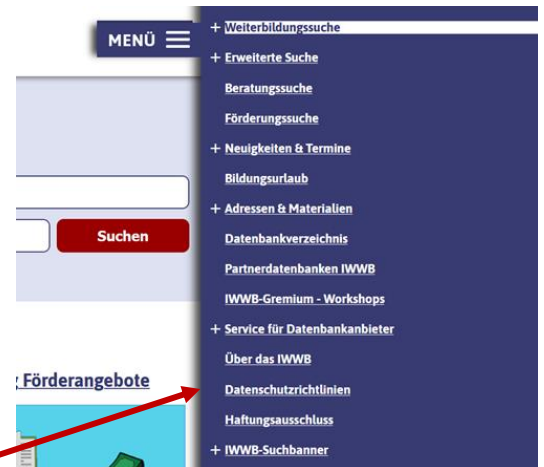 MENÜ
+ Weiterbildungssuche
+ Erweiterte Suche
Beratungssuche
Förderungssuche
+ Neuigkeiten & Termine
Bildungsurlaub
+ Adressen & Materialien
Suchen
Datenbankverzeichnis
Partnerdatenbanken IWWB
IWWB-Gremium - Workshops
+ Service für Datenbankanbieter
Über das IWWB
Förderangebote
Datenschutzrichtlinien
Haftungsausschluss
+ IWWB-Suchbanner